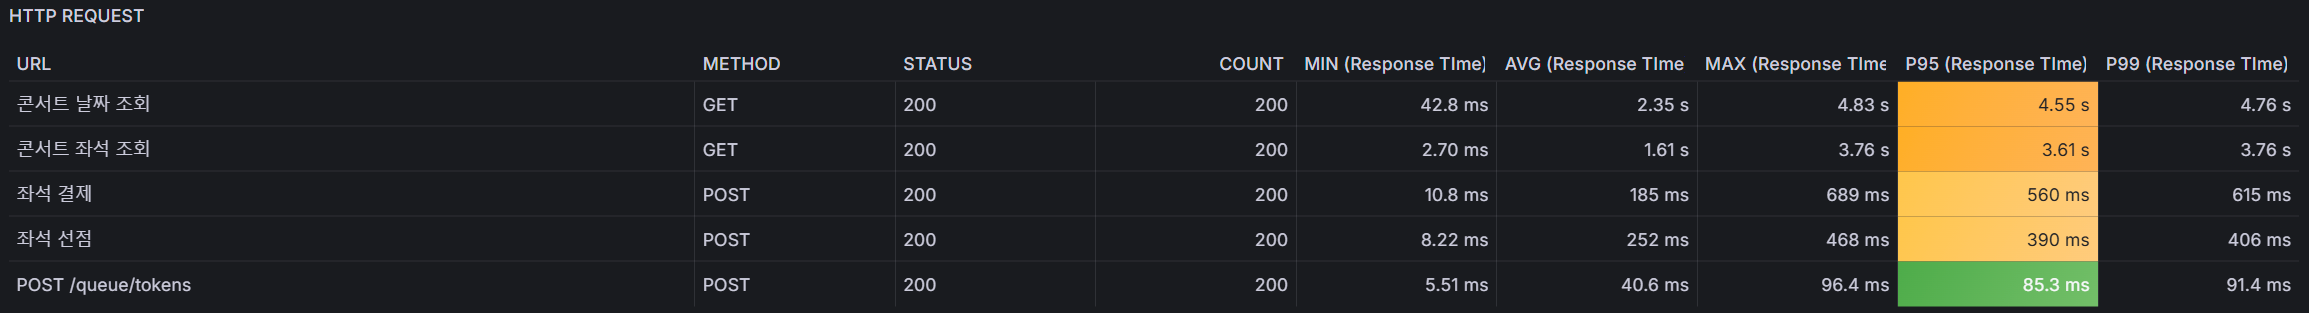 HTTP REQUEST
URL METHOD STATUS COUNT MIN (Response TIme) AVG (Response TIme MAX (Response TIme P95 (Response TIme) P99 (Response TIme)
콘서트 날짜 조회 GET 200 200 42.8 ms 2.35 s 4.83 s 4.55 s 4.76 s
콘서트 좌석 조회 GET 200 200 2.70 ms 1.61 s 3.76 s 3.61 s 3.76 s
좌석 결제 POST 200 200 10.8 ms 185 ms 689 ms 560 ms 615 ms
좌석 선점 POST 200 200 8.22 ms 252 ms 468 ms 390 ms 406 ms
POST /queue/tokens POST 200 200 5.51 ms 40.6 ms 96.4 ms 85.3 ms 91.4 ms